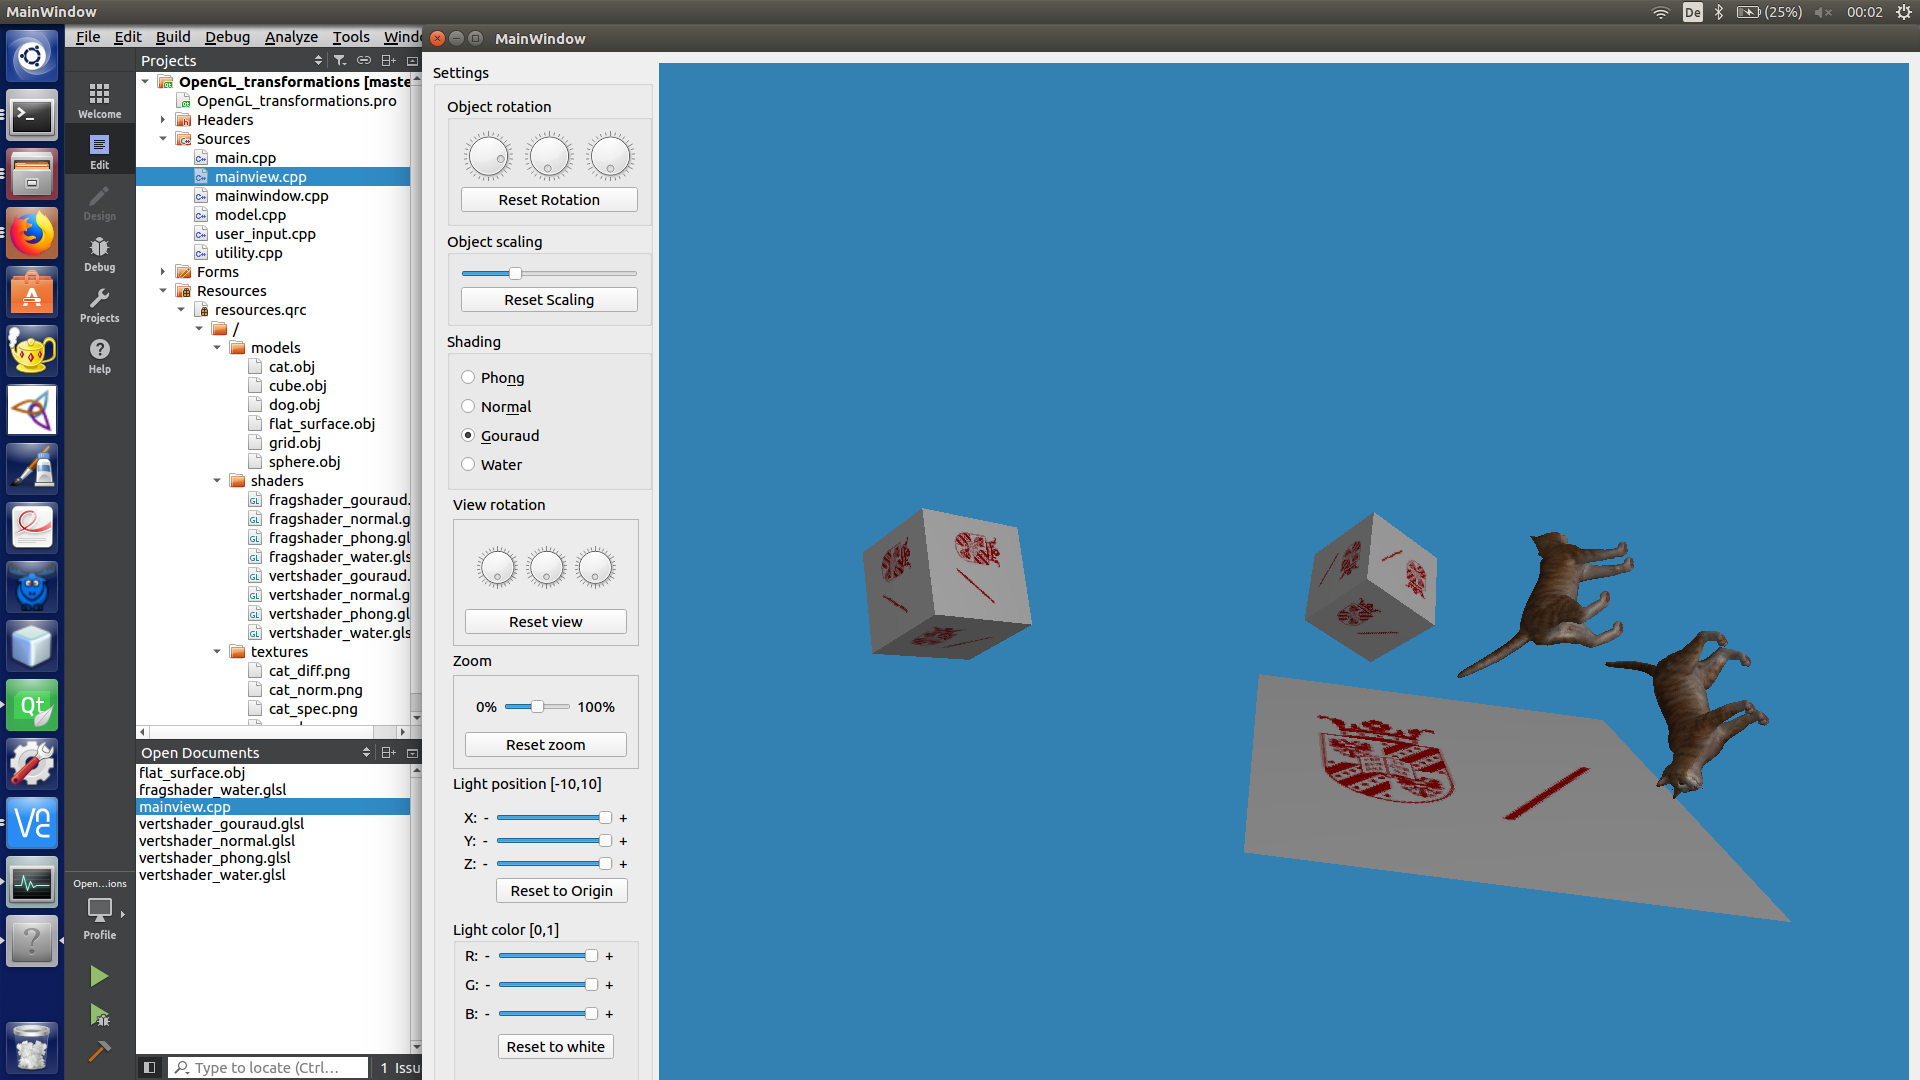 MainWindow
De
(25%)
00:02
File Edit Build Debug Analyze Tools Windo
MainWindow
Welcome
Edit
Design
Debug
Projects
Help
Open...ions
Profile
Projects
OpenGL_transformations [maste
OpenGL_transformations.pro
Headers
Sources
main.cpp
mainview.cpp
mainwindow.cpp
model.cpp
user_input.cpp
utility.cpp
Forms
Resources
resources.qrc
/
models
cat.obj
cube.obj
dog.obj
flat_surface.obj
grid.obj
sphere.obj
shaders
fragshader_gouraud.
fragshader_normal.g
fragshader_phong.gl
fragshader_water.gls
vertshader_gouraud.
vertshader_normal.g
vertshader_phong.gl
vertshader_water.gls
textures
cat_diff.png
cat_norm.png
cat_spec.png
Open Documents
flat_surface.obj
fragshader_water.glsl
mainview.cpp
vertshader_gouraud.glsl
vertshader_normal.glsl
vertshader_phong.glsl
vertshader_water.glsl
Type to locate (Ctrl...
1 Issu
Settings
Object rotation
Reset Rotation
Object scaling
Reset Scaling
Shading
Phong
Normal
Gouraud
Water
View rotation
Reset view
Zoom
0% 100%
Reset zoom
Light position [-10,10]
X: - +
Y: - +
Z: - +
Reset to Origin
Light color [0,1]
R: - +
G: - +
B: - +
Reset to white
Qt